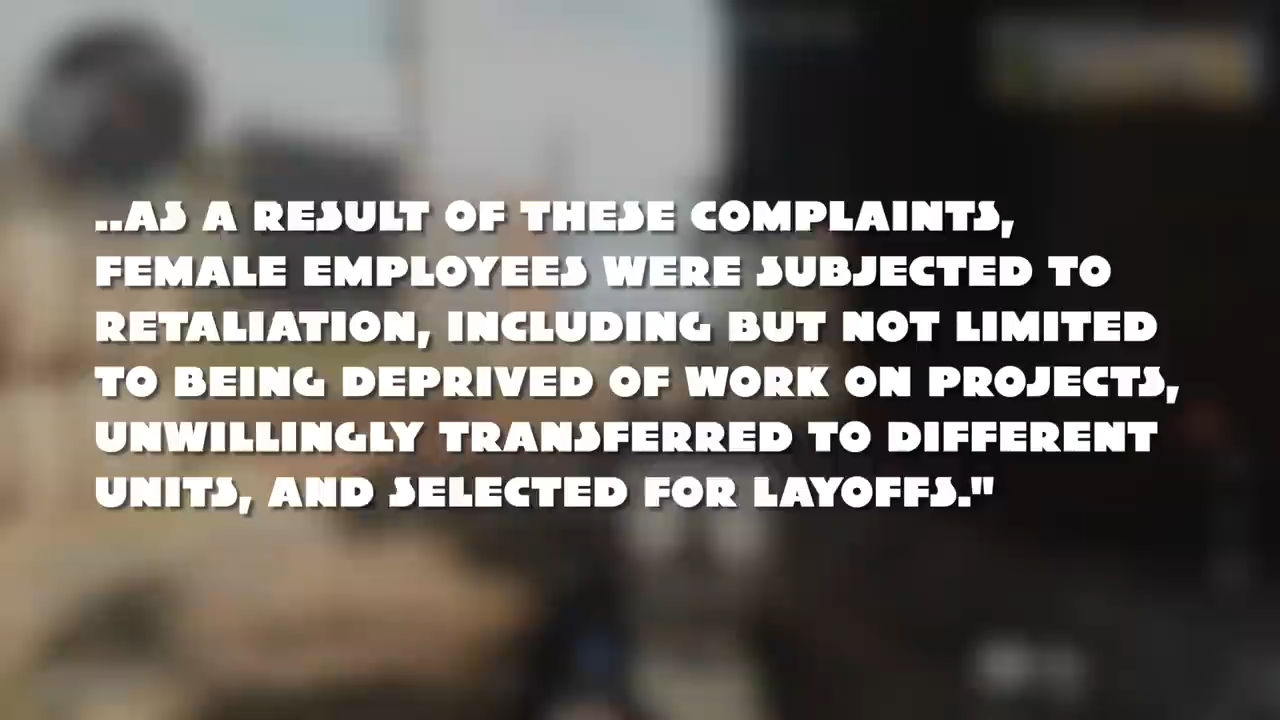 ..AS A RESULT OF THESE COMPLAINTS,
FEMALE EMPLOYEES WERE SUBJECTED TO
RETALIATION, INCLUDING BUT NOT LIMITED
TO BEING DEPRIVED OF WORK ON PROJECTS,
UNWILLINGLY TRANSFERRED TO DIFFERENT
UNITS, AND SELECTED FOR LAYOFFS."